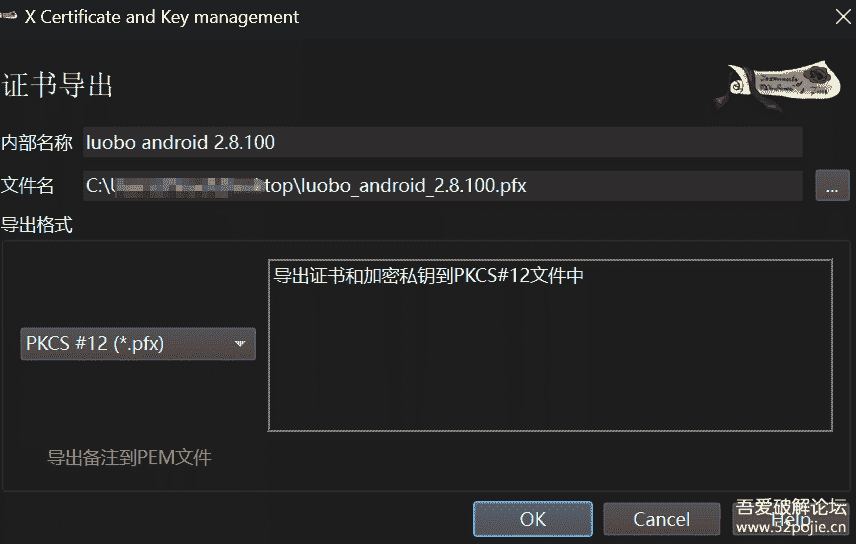 X Certificate and Key management
证书导出
内部名称 luobo android 2.8.100
文件名 C:\ top\luobo_android_2.8.100.pfx ...
导出格式
导出证书和加密私钥到PKCS#12文件中
PKCS #12 (*.pfx)
导出备注到PEM文件
OK Cancel Help
吾爱破解论坛
www.52pojie.cn